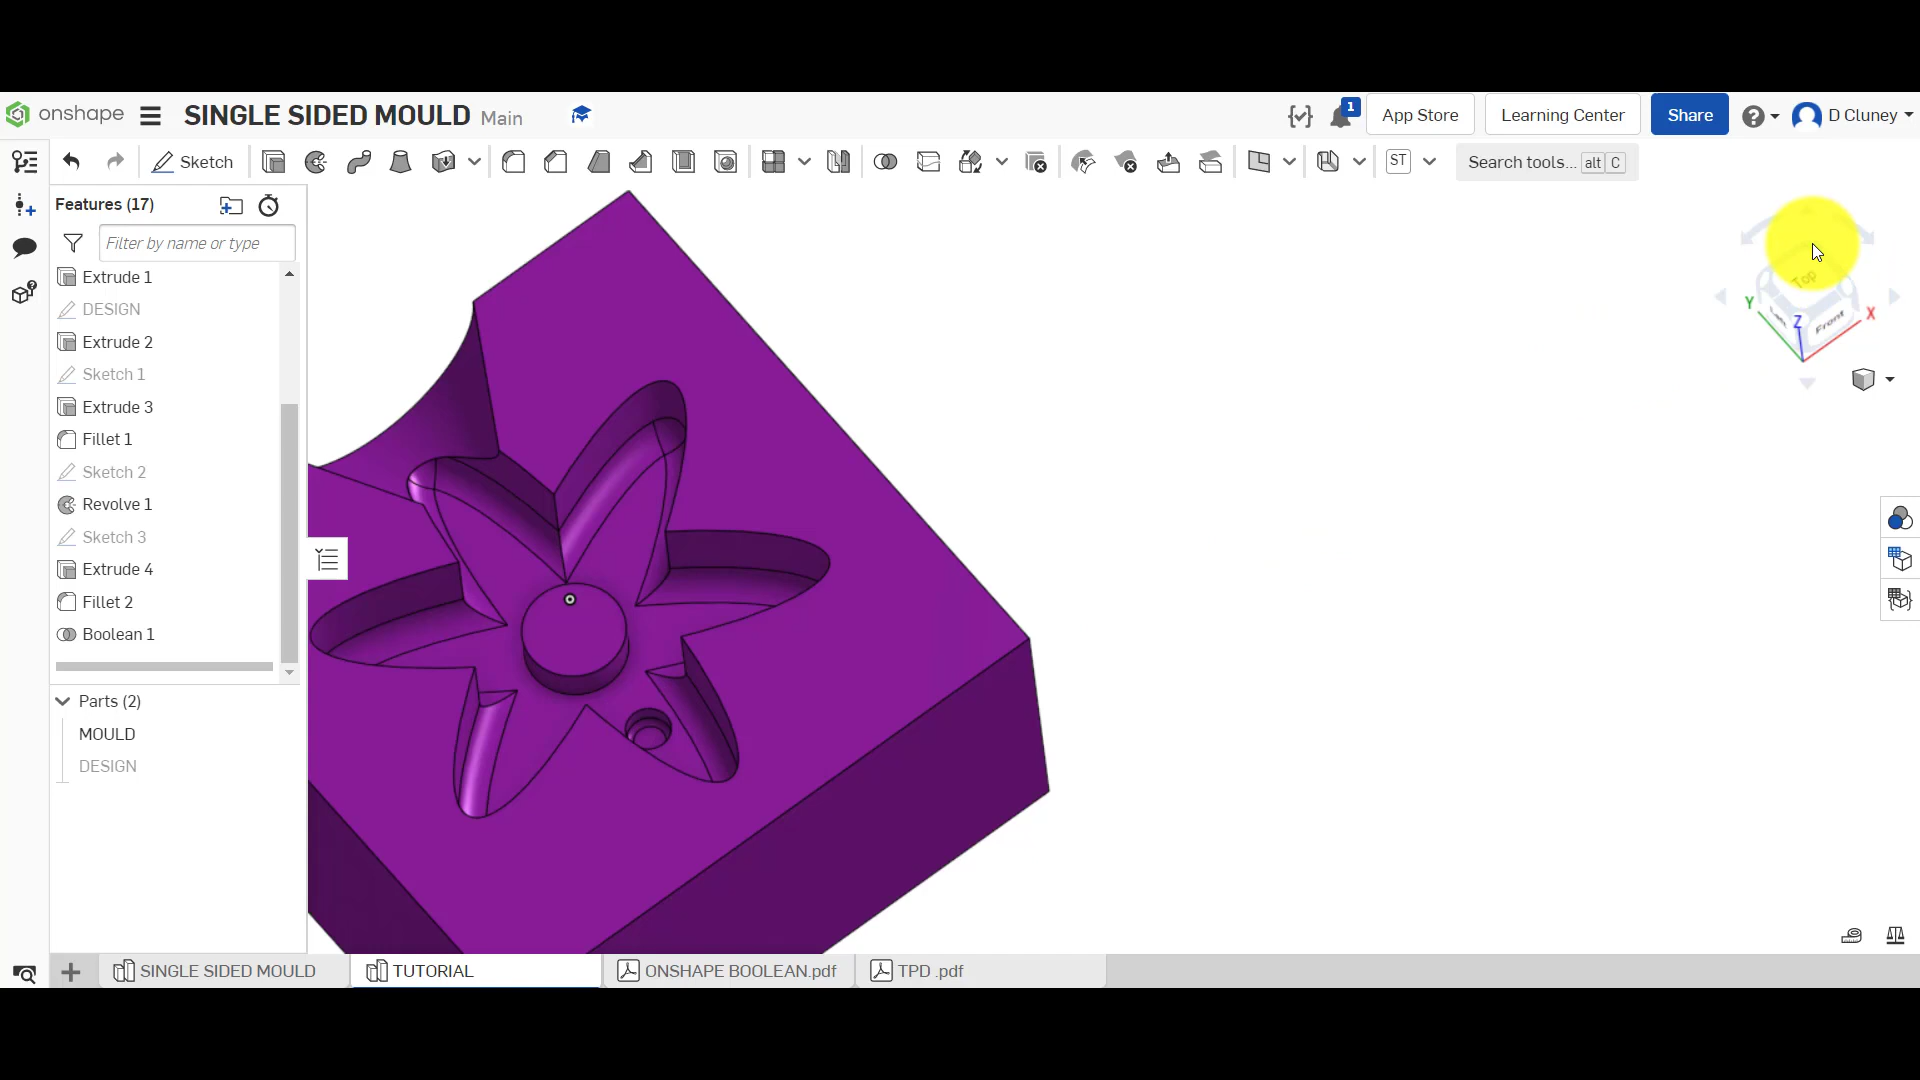 onshape SINGLE SIDED MOULD Main 1 App Store Learning Center Share D Cluney
Sketch ST Search tools... alt C
Features (17)
Filter by name or type
Extrude 1
DESIGN
Extrude 2
Sketch 1
Extrude 3
Fillet 1
Sketch 2
Revolve 1
Sketch 3
Extrude 4
Fillet 2
Boolean 1
Parts (2)
MOULD
DESIGN
Top
Y Z X
Left Front
SINGLE SIDED MOULD TUTORIAL ONSHAPE BOOLEAN.pdf TPD .pdf